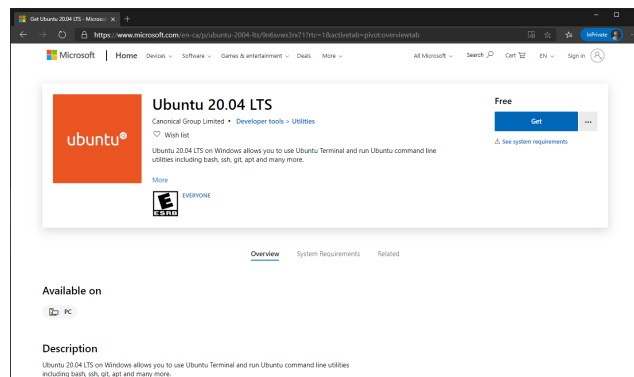 Get Ubuntu 20.04 LTS - Microsof
https://www.microsoft.com/en-ca/p/ubuntu-2004-lts/9n6svws3rx71?rtc=1&activetab=pivot:overviewtab
InPrivate
Microsoft Home Devices Software Games & entertainment Deals More All Microsoft Search Cart EN Sign in
ubuntu
Ubuntu 20.04 LTS
Canonical Group Limited • Developer tools > Utilities
Wish list
Ubuntu 20.04 LTS on Windows allows you to use Ubuntu Terminal and run Ubuntu command line
utilities including bash, ssh, git, apt and many more.
More
E
ESRB
EVERYONE
Free
Get
...
See system requirements
Overview System Requirements Related
Available on
PC
Description
Ubuntu 20.04 LTS on Windows allows you to use Ubuntu Terminal and run Ubuntu command line utilities
including bash, ssh, git, apt and many more.